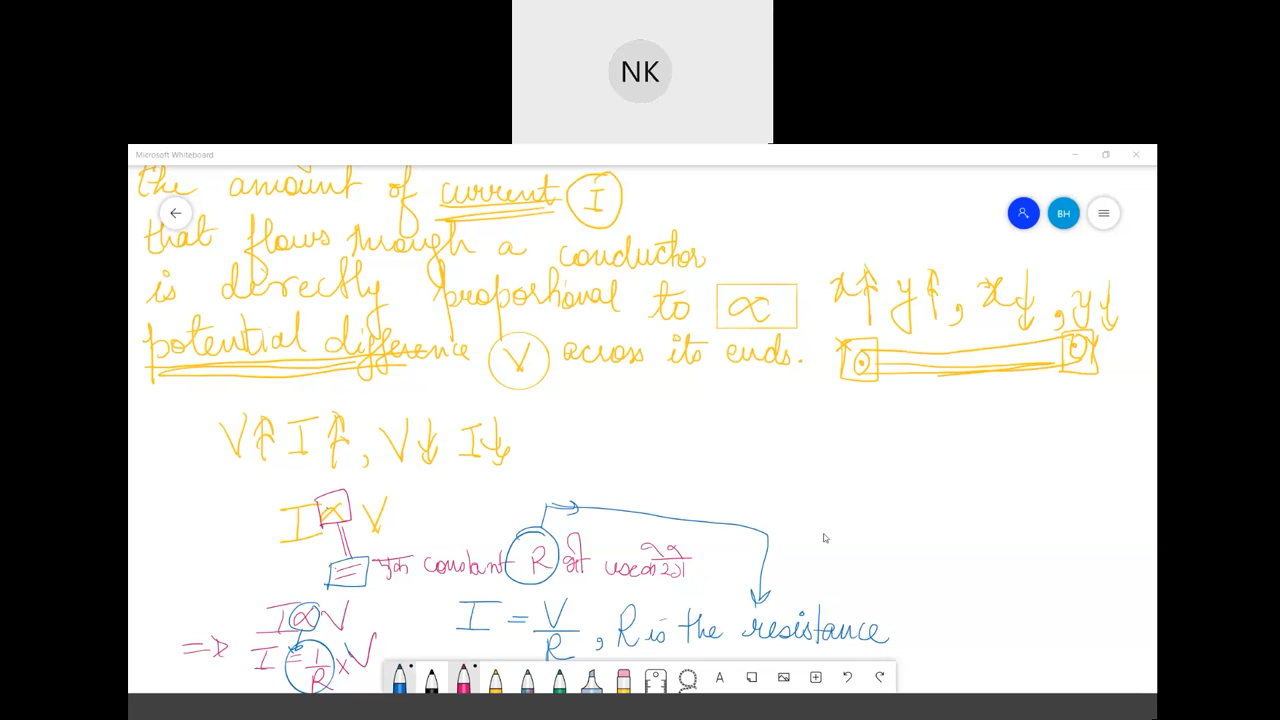 NK
Microsoft Whiteboard
the amount of current I
that flows through a conductor
is directly proportional to ∝ x↑ y↑, x↓, y↓
potential difference V across its ends.
BH
V↑ I↑, V↓ I↓
I ∝ V
=
constant R use
I ∝ V
=> I = 1/R × V
I = V/R, R is the resistance
A